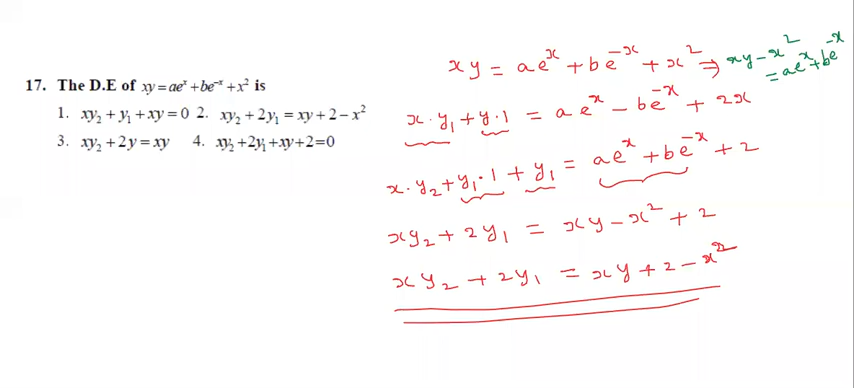 17. The D.E of xy = ae^x + be^-x + x^2 is
1. xy₂ + y₁ + xy = 0 2. xy₂ + 2y₁ = xy + 2 − x^2
3. xy₂ + 2y = xy 4. xy₂ +2y₁ +xy +2=0
xy = ae^x + be^-x + x^2 ⇒ xy − x^2
= ae^x + be^-x
x·y₁ + y·1 = ae^x − be^-x + 2x
x·y₂ + y₁·1 + y₁ = ae^x + be^-x + 2
xy₂ + 2y₁ = xy − x^2 + 2
xy₂ + 2y₁ = xy + 2 − x^2